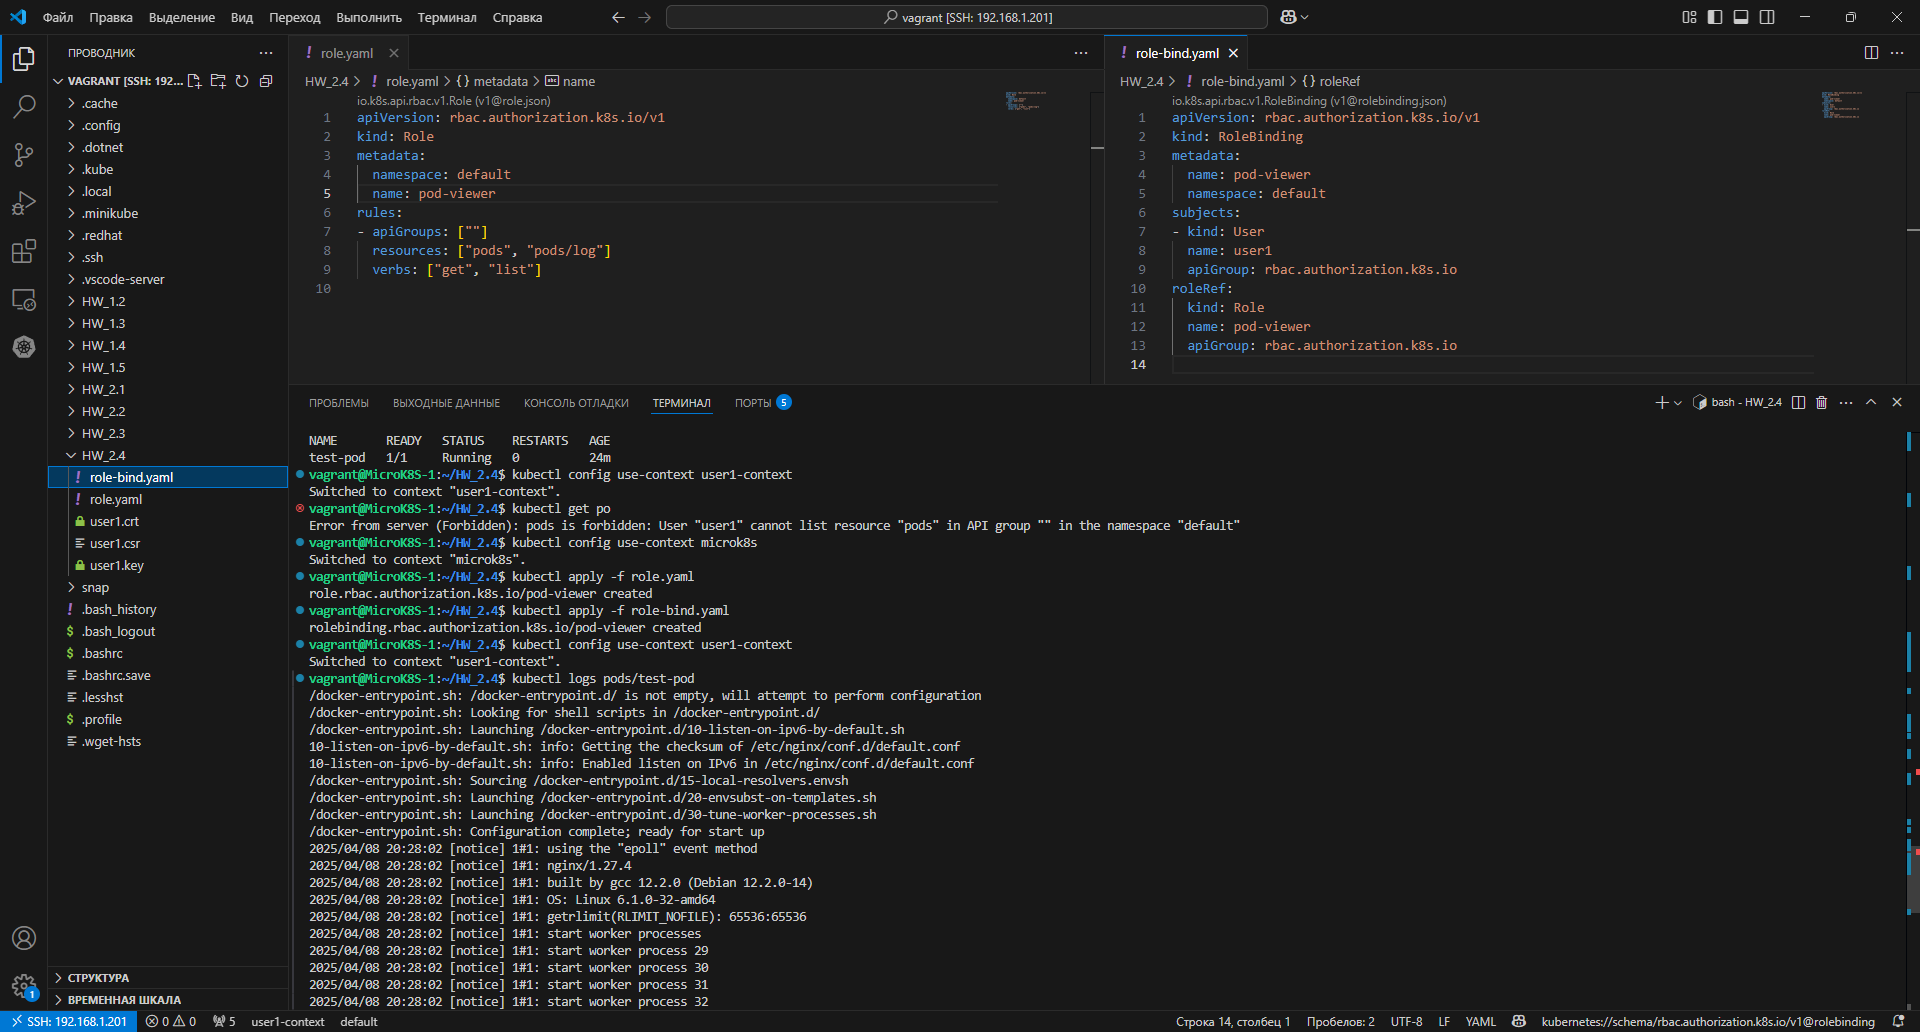 Файл Правка Выделение Вид Переход Выполнить Терминал Справка
vagrant [SSH: 192.168.1.201]
ПРОВОДНИК
VAGRANT [SSH: 192....
.cache
.config
.dotnet
.kube
.local
.minikube
.redhat
.ssh
.vscode-server
HW_1.2
HW_1.3
HW_1.4
HW_1.5
HW_2.1
HW_2.2
HW_2.3
HW_2.4
! role-bind.yaml
! role.yaml
user1.crt
user1.csr
user1.key
snap
! .bash_history
$ .bash_logout
$ .bashrc
.bashrc.save
.lesshst
$ .profile
.wget-hsts
СТРУКТУРА
ВРЕМЕННАЯ ШКАЛА
! role.yaml
HW_2.4 > ! role.yaml > {} metadata > abc name
io.k8s.api.rbac.v1.Role (v1@role.json)
1 apiVersion: rbac.authorization.k8s.io/v1
2 kind: Role
3 metadata:
4 namespace: default
5 name: pod-viewer
6 rules:
7 - apiGroups: [""]
8 resources: ["pods", "pods/log"]
9 verbs: ["get", "list"]
10
! role-bind.yaml
HW_2.4 > ! role-bind.yaml > {} roleRef
io.k8s.api.rbac.v1.RoleBinding (v1@rolebinding.json)
1 apiVersion: rbac.authorization.k8s.io/v1
2 kind: RoleBinding
3 metadata:
4 name: pod-viewer
5 namespace: default
6 subjects:
7 - kind: User
8 name: user1
9 apiGroup: rbac.authorization.k8s.io
10 roleRef:
11 kind: Role
12 name: pod-viewer
13 apiGroup: rbac.authorization.k8s.io
14
ПРОБЛЕМЫ ВЫХОДНЫЕ ДАННЫЕ КОНСОЛЬ ОТЛАДКИ ТЕРМИНАЛ ПОРТЫ 5
bash - HW_2.4
NAME READY STATUS RESTARTS AGE
test-pod 1/1 Running 0 24m
vagrant@MicroK8S-1:~/HW_2.4$ kubectl config use-context user1-context
Switched to context "user1-context".
vagrant@MicroK8S-1:~/HW_2.4$ kubectl get po
Error from server (Forbidden): pods is forbidden: User "user1" cannot list resource "pods" in API group "" in the namespace "default"
vagrant@MicroK8S-1:~/HW_2.4$ kubectl config use-context microk8s
Switched to context "microk8s".
vagrant@MicroK8S-1:~/HW_2.4$ kubectl apply -f role.yaml
role.rbac.authorization.k8s.io/pod-viewer created
vagrant@MicroK8S-1:~/HW_2.4$ kubectl apply -f role-bind.yaml
rolebinding.rbac.authorization.k8s.io/pod-viewer created
vagrant@MicroK8S-1:~/HW_2.4$ kubectl config use-context user1-context
Switched to context "user1-context".
vagrant@MicroK8S-1:~/HW_2.4$ kubectl logs pods/test-pod
/docker-entrypoint.sh: /docker-entrypoint.d/ is not empty, will attempt to perform configuration
/docker-entrypoint.sh: Looking for shell scripts in /docker-entrypoint.d/
/docker-entrypoint.sh: Launching /docker-entrypoint.d/10-listen-on-ipv6-by-default.sh
10-listen-on-ipv6-by-default.sh: info: Getting the checksum of /etc/nginx/conf.d/default.conf
10-listen-on-ipv6-by-default.sh: info: Enabled listen on IPv6 in /etc/nginx/conf.d/default.conf
/docker-entrypoint.sh: Sourcing /docker-entrypoint.d/15-local-resolvers.envsh
/docker-entrypoint.sh: Launching /docker-entrypoint.d/20-envsubst-on-templates.sh
/docker-entrypoint.sh: Launching /docker-entrypoint.d/30-tune-worker-processes.sh
/docker-entrypoint.sh: Configuration complete; ready for start up
2025/04/08 20:28:02 [notice] 1#1: using the "epoll" event method
2025/04/08 20:28:02 [notice] 1#1: nginx/1.27.4
2025/04/08 20:28:02 [notice] 1#1: built by gcc 12.2.0 (Debian 12.2.0-14)
2025/04/08 20:28:02 [notice] 1#1: OS: Linux 6.1.0-32-amd64
2025/04/08 20:28:02 [notice] 1#1: getrlimit(RLIMIT_NOFILE): 65536:65536
2025/04/08 20:28:02 [notice] 1#1: start worker processes
2025/04/08 20:28:02 [notice] 1#1: start worker process 29
2025/04/08 20:28:02 [notice] 1#1: start worker process 30
2025/04/08 20:28:02 [notice] 1#1: start worker process 31
2025/04/08 20:28:02 [notice] 1#1: start worker process 32
1
SSH: 192.168.1.201 0 0 5 user1-context default
Строка 14, столбец 1 Пробелов: 2 UTF-8 LF YAML kubernetes://schema/rbac.authorization.k8s.io/v1@rolebinding